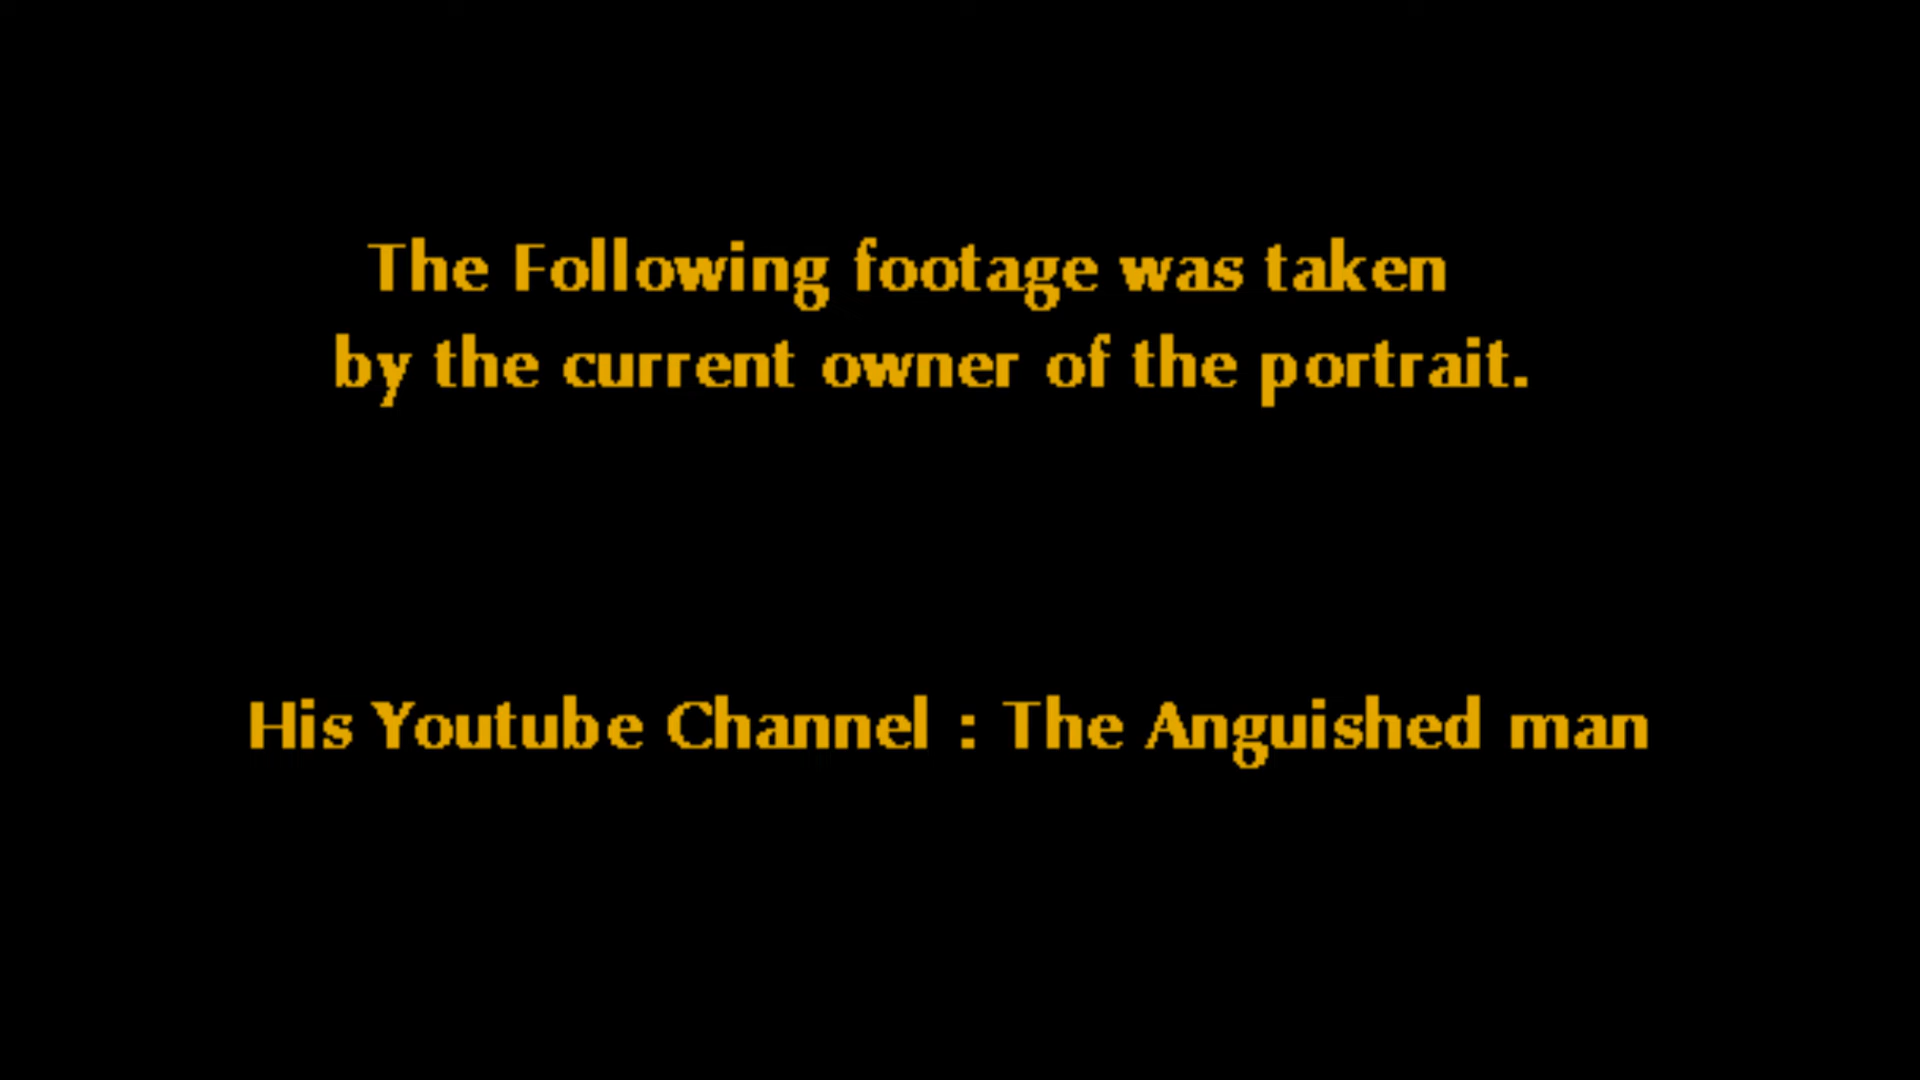 The Following footage was taken
by the current owner of the portrait.
His Youtube Channel : The Anguished man